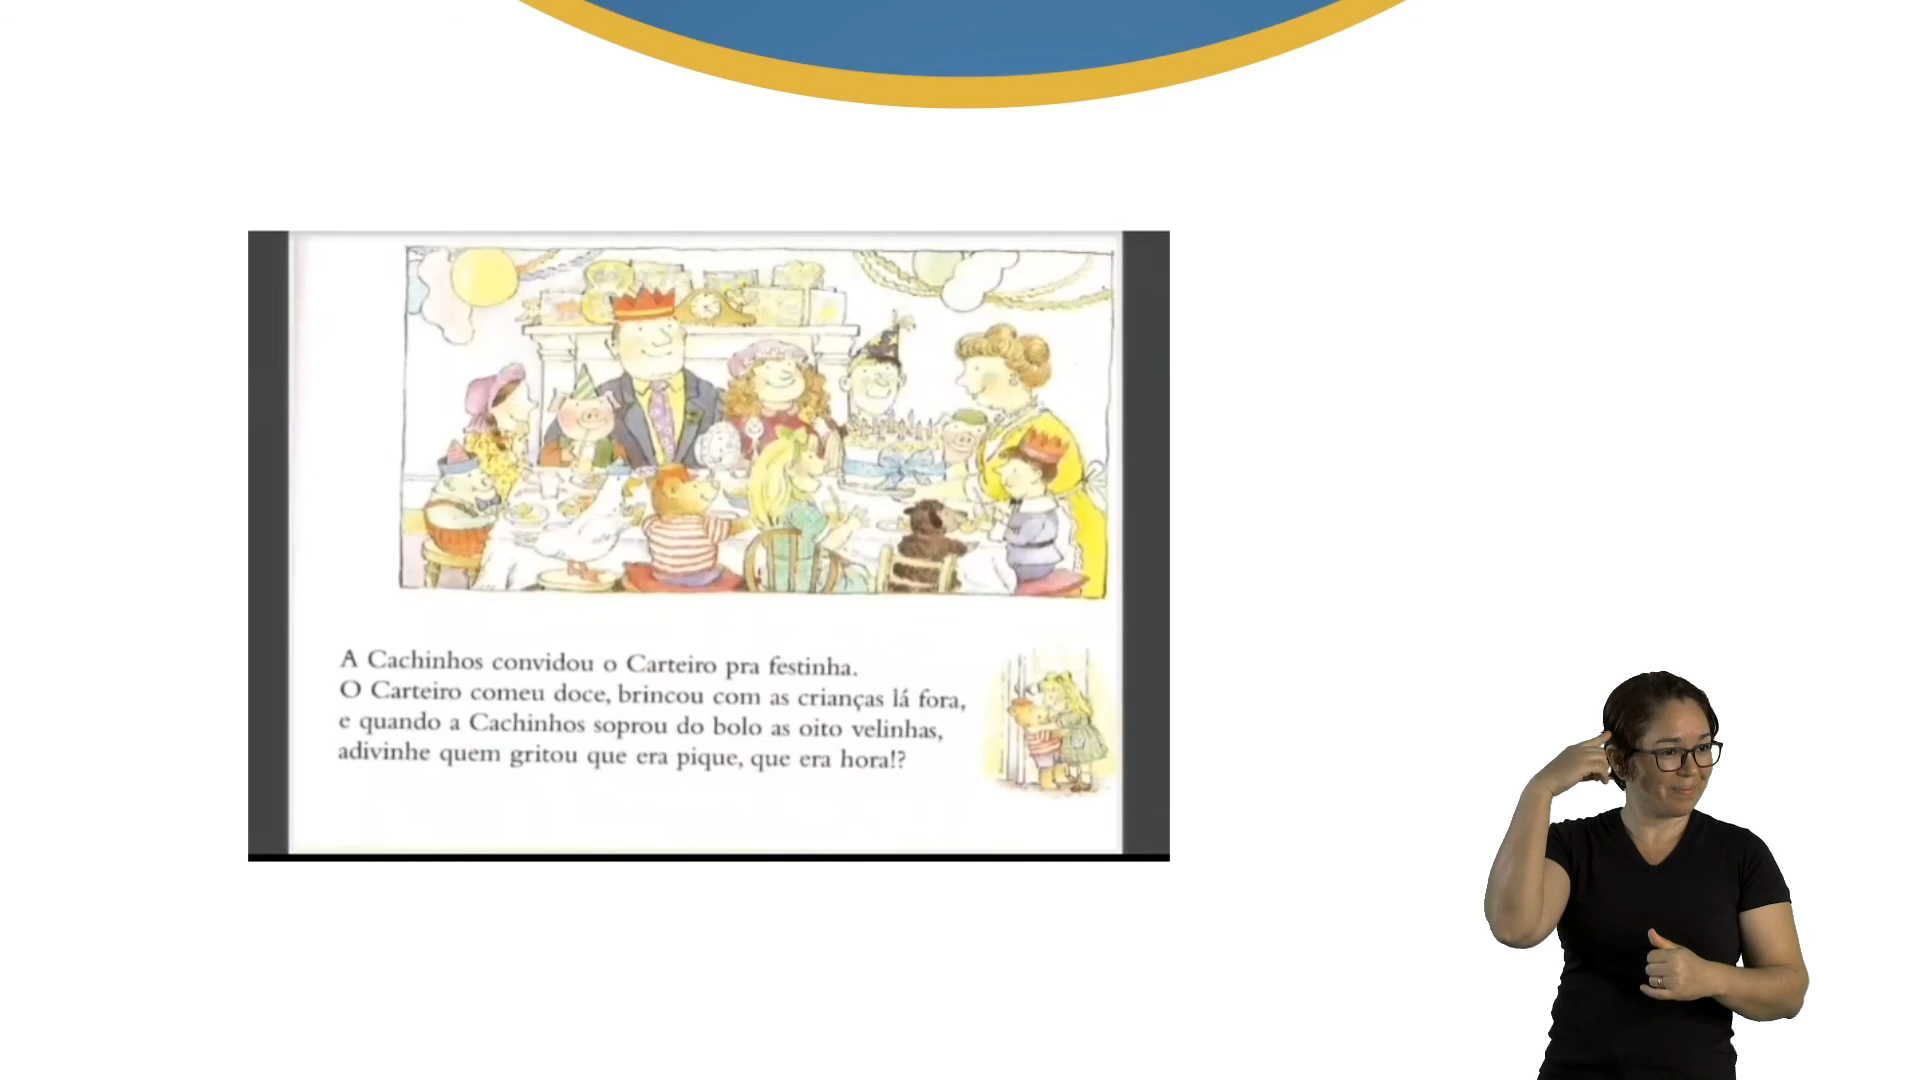 A Cachinhos convidou o Carteiro pra festinha.
O Carteiro comeu doce, brincou com as crianças lá fora,
e quando a Cachinhos soprou do bolo as oito velinhas,
adivinhe quem gritou que era pique, que era hora!?